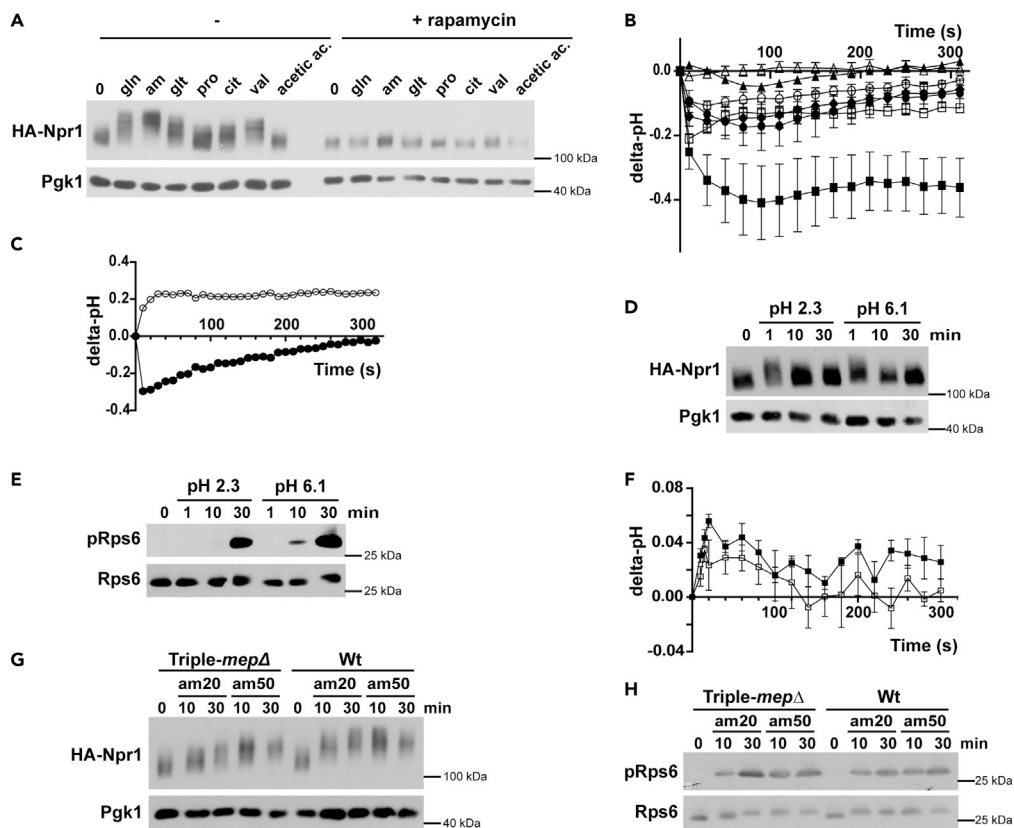 A
-
+ rapamycin
0 gln am glt pro cit val acetic ac.
0 gln am glt pro cit val acetic ac.
HA-Npr1
100 kDa
Pgk1
40 kDa
B
Time (s)
100 200 300
0.0
-0.2
-0.4
delta-pH
C
0.4
0.2
0.0
-0.2
-0.4
delta-pH
100 200 300
Time (s)
D
pH 2.3 pH 6.1
0 1 10 30 1 10 30 min
HA-Npr1
100 kDa
Pgk1
40 kDa
E
pH 2.3 pH 6.1
0 1 10 30 1 10 30 min
pRps6
25 kDa
Rps6
25 kDa
F
0.08
0.04
0.00
-0.04
delta-pH
100 200 300
Time (s)
G
Triple-mepΔ Wt
am20 am50 am20 am50
0 10 30 10 30 0 10 30 10 30 min
HA-Npr1
100 kDa
Pgk1
40 kDa
H
Triple-mepΔ Wt
am20 am50 am20 am50
0 10 30 10 30 0 10 30 10 30 min
pRps6
25 kDa
Rps6
25 kDa